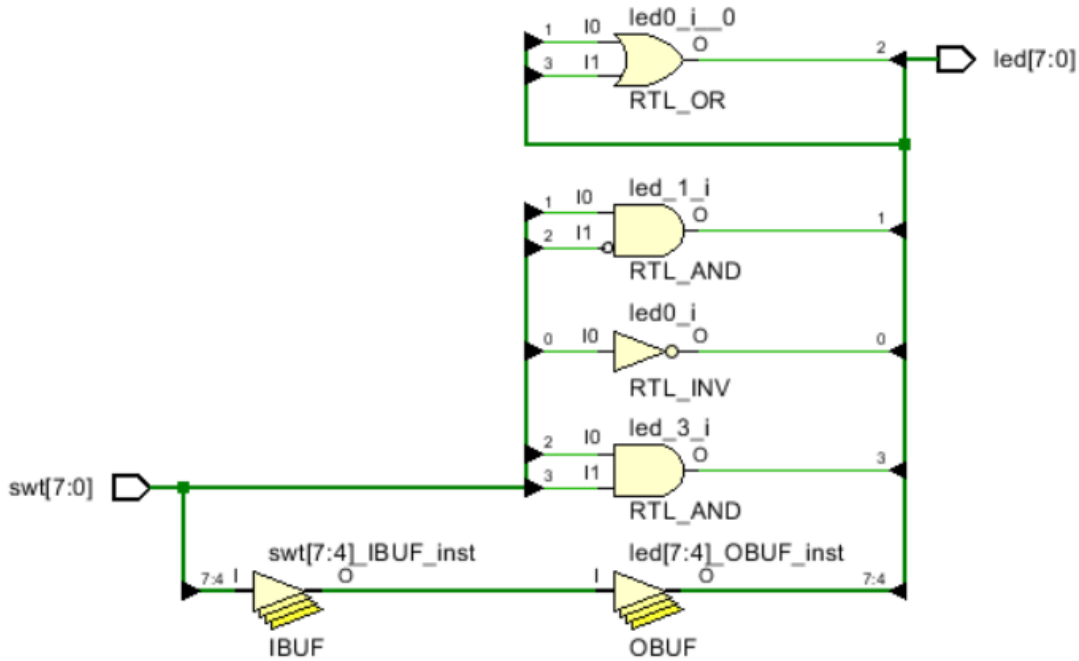 led0_i__0
1 I0 O 2
3 I1
led[7:0]
RTL_OR
led_1_i
1 I0 O 1
2 I1
RTL_AND
led0_i
0 I0 O 0
RTL_INV
led_3_i
2 I0 O 3
3 I1
swt[7:0]
RTL_AND
swt[7:4]_IBUF_inst
led[7:4]_OBUF_inst
7:4 I O I O 7:4
IBUF
OBUF